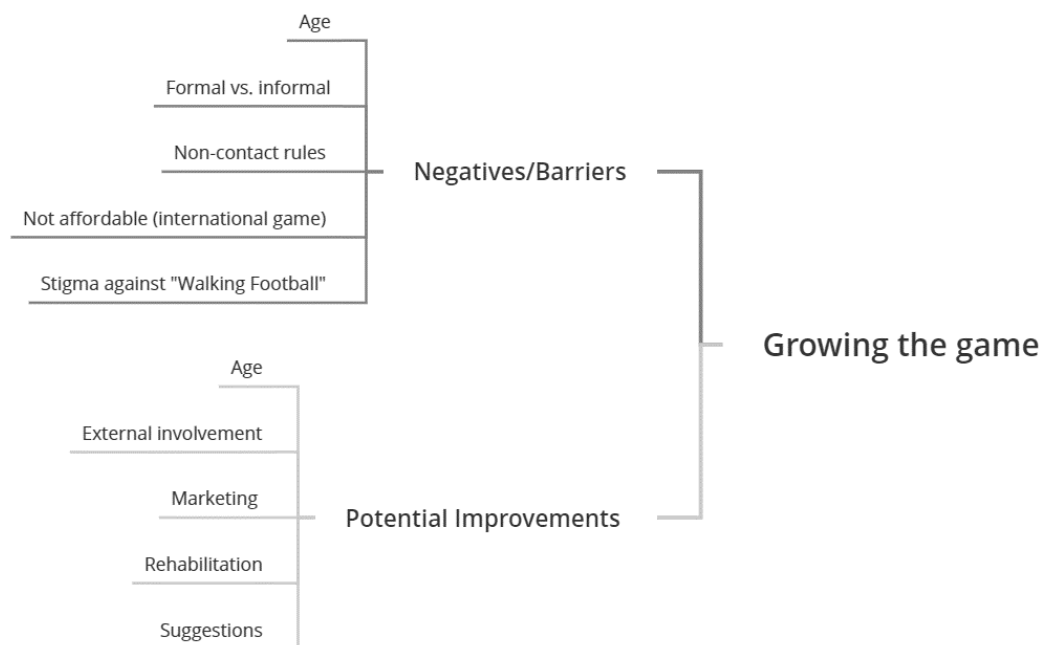 Age
Formal vs. informal
Non-contact rules
Negatives/Barriers
Not affordable (international game)
Stigma against "Walking Football"
Growing the game
Age
External involvement
Marketing
Potential Improvements
Rehabilitation
Suggestions